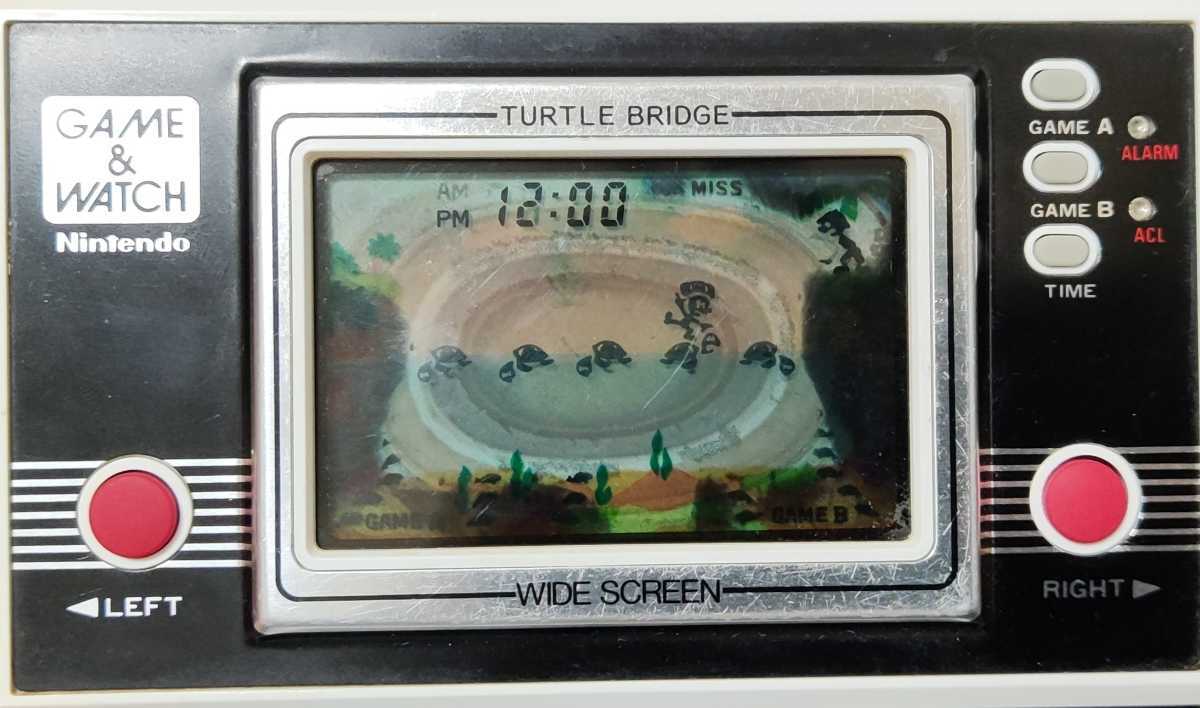 GAME
&
WATCH
Nintendo
TURTLE BRIDGE
AM
PM 12:00
MISS
GAME A
GAME B
WIDE SCREEN
GAME A
ALARM
GAME B
ACL
TIME
◀LEFT
RIGHT▶